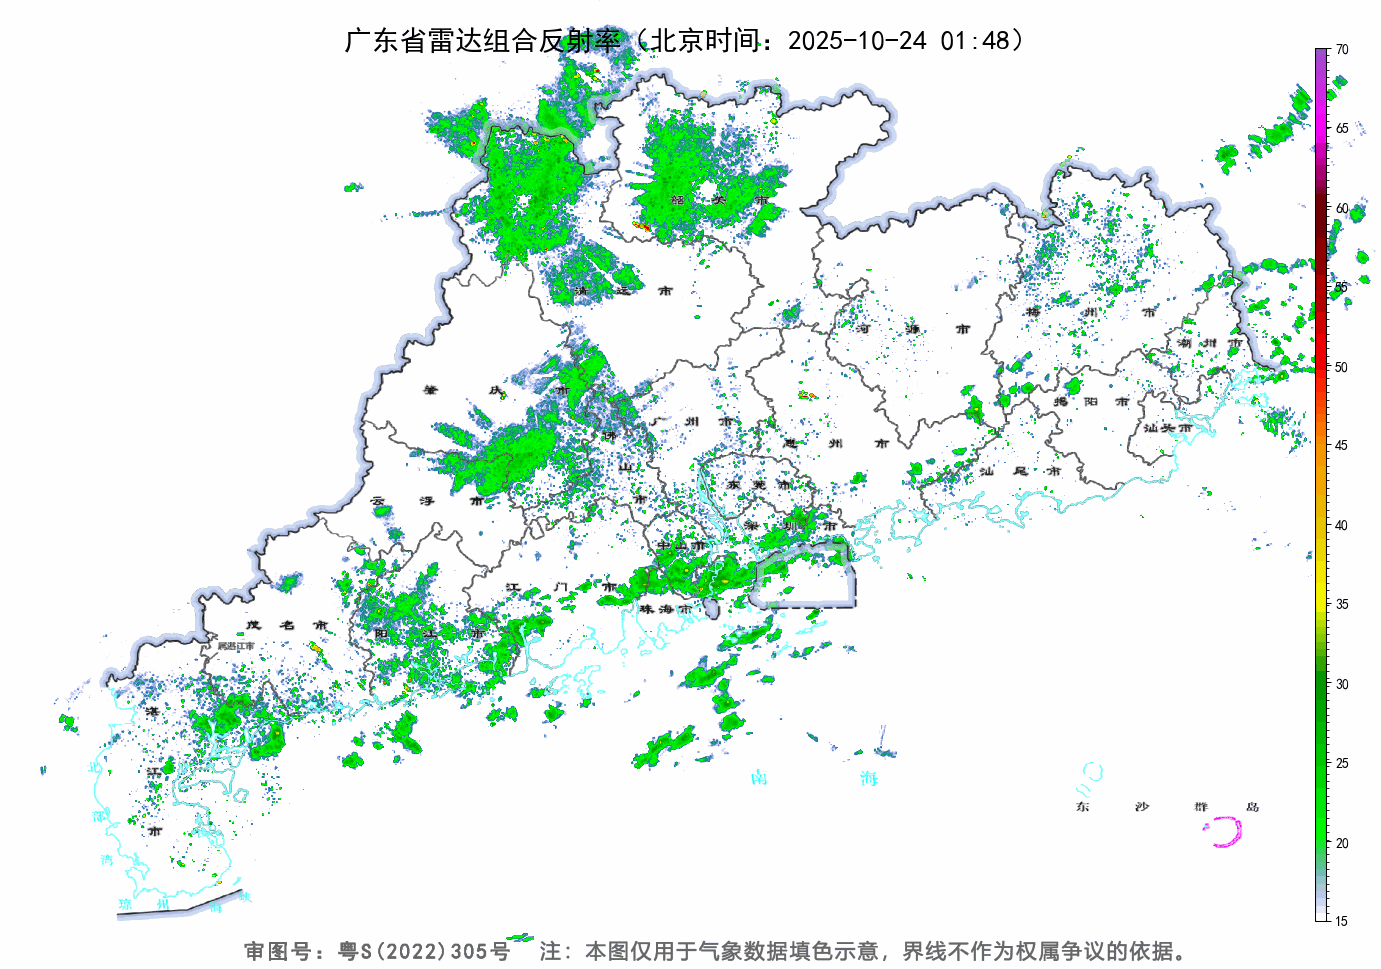 广东省雷达组合反射率（北京时间：2025-10-24 01:48）
70
65
60
55
50
45
40
35
30
25
20
15
韶关市
清远市
河源市
梅州市
潮州市
肇庆市
揭阳市
汕头市
广州市
佛山市
惠州市
汕尾市
东莞市
云浮市
深圳市
中山市
江门市
珠海市
茂名市
阳江市
属湛江市
湛江市
北部湾
南海
东沙群岛
琼州海峡
审图号：粤S(2022)305号 注：本图仅用于气象数据填色示意，界线不作为权属争议的依据。